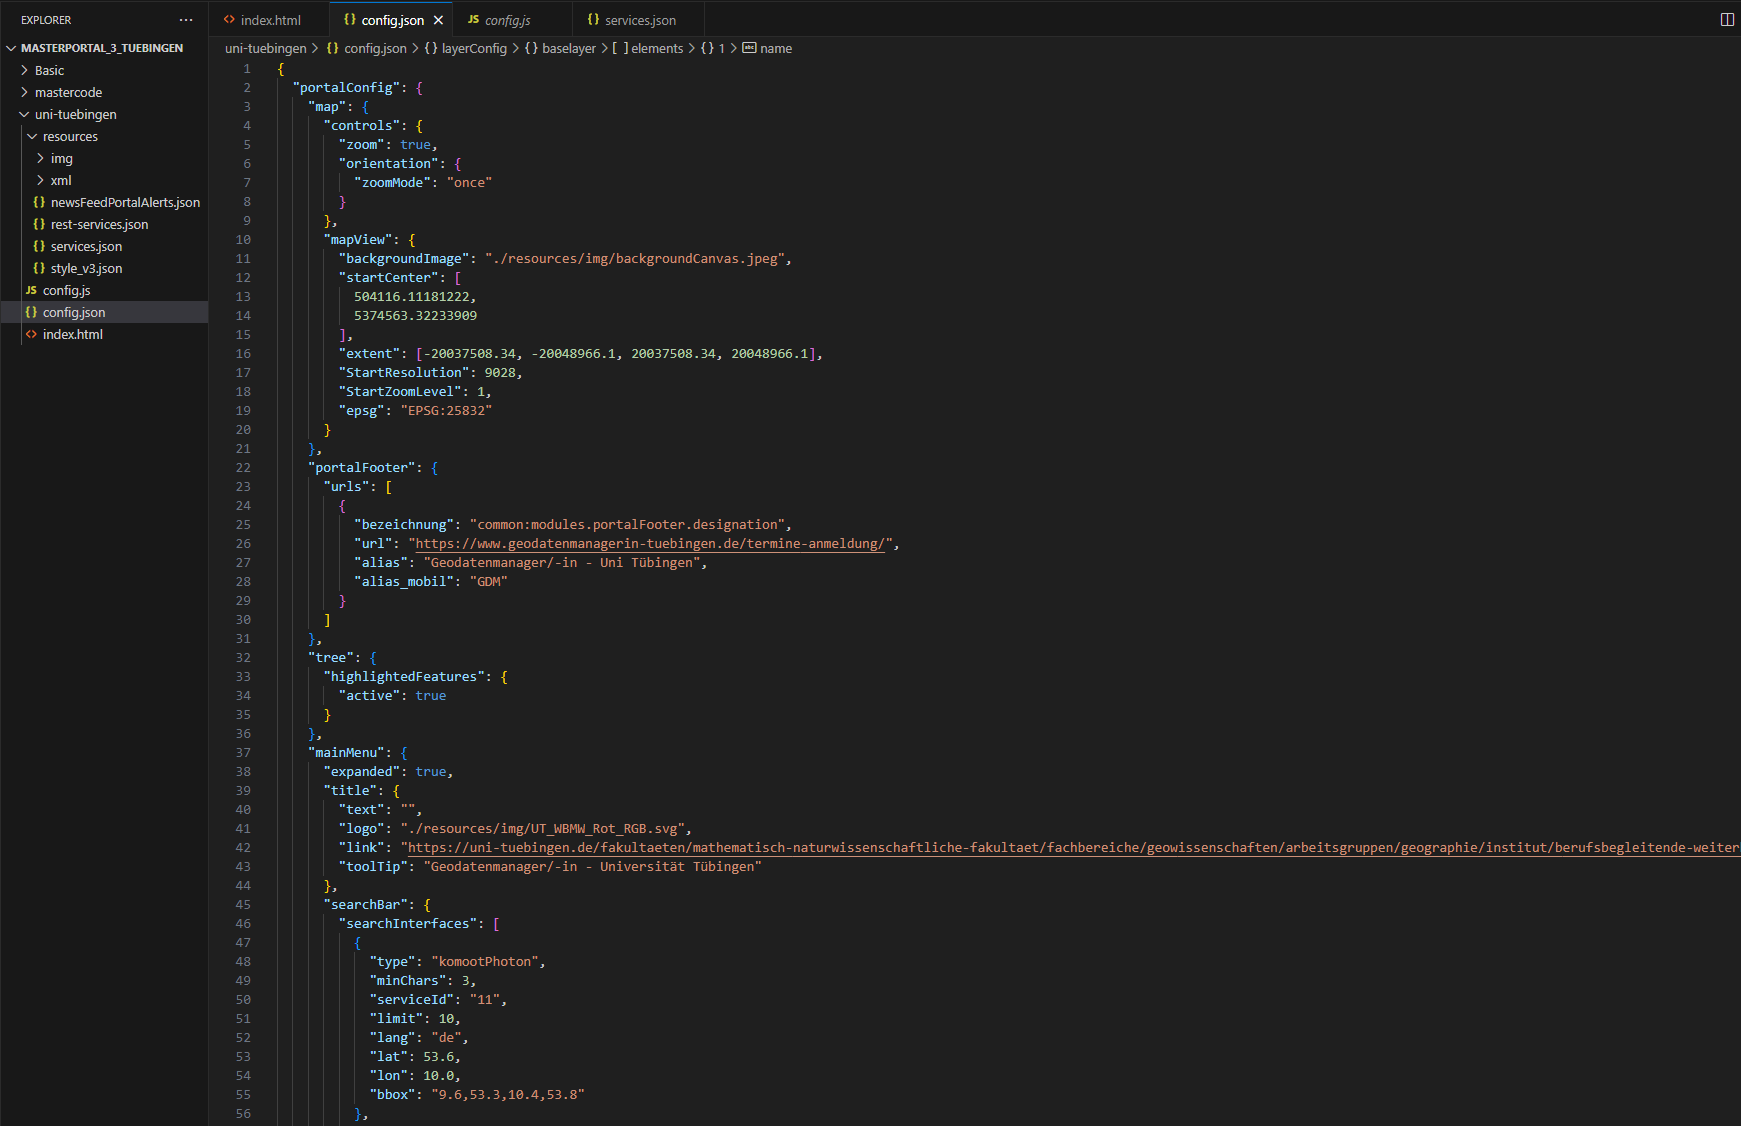 EXPLORER
MASTERPORTAL_3_TUEBINGEN
Basic
mastercode
uni-tuebingen
resources
img
xml
{} newsFeedPortalAlerts.json
{} rest-services.json
{} services.json
{} style_v3.json
JS config.js
{} config.json
<> index.html
<> index.html
{} config.json
JS config.js
{} services.json
uni-tuebingen > {} config.json > {} layerConfig > {} baselayer > [ ] elements > {} 1 > abc name
1 {
2 "portalConfig": {
3 "map": {
4 "controls": {
5 "zoom": true,
6 "orientation": {
7 "zoomMode": "once"
8 }
9 },
10 "mapView": {
11 "backgroundImage": "./resources/img/backgroundCanvas.jpeg",
12 "startCenter": [
13 504116.11181222,
14 5374563.32233909
15 ],
16 "extent": [-20037508.34, -20048966.1, 20037508.34, 20048966.1],
17 "StartResolution": 9028,
18 "StartZoomLevel": 1,
19 "epsg": "EPSG:25832"
20 }
21 },
22 "portalFooter": {
23 "urls": [
24 {
25 "bezeichnung": "common:modules.portalFooter.designation",
26 "url": "https://www.geodatenmanagerin-tuebingen.de/termine-anmeldung/",
27 "alias": "Geodatenmanager/-in - Uni Tübingen",
28 "alias_mobil": "GDM"
29 }
30 ]
31 },
32 "tree": {
33 "highlightedFeatures": {
34 "active": true
35 }
36 },
37 "mainMenu": {
38 "expanded": true,
39 "title": {
40 "text": "",
41 "logo": "./resources/img/UT_WBMW_Rot_RGB.svg",
42 "link": "https://uni-tuebingen.de/fakultaeten/mathematisch-naturwissenschaftliche-fakultaet/fachbereiche/geowissenschaften/arbeitsgruppen/geographie/institut/berufsbegleitende-weiter
43 "toolTip": "Geodatenmanager/-in - Universität Tübingen"
44 },
45 "searchBar": {
46 "searchInterfaces": [
47 {
48 "type": "komootPhoton",
49 "minChars": 3,
50 "serviceId": "11",
51 "limit": 10,
52 "lang": "de",
53 "lat": 53.6,
54 "lon": 10.0,
55 "bbox": "9.6,53.3,10.4,53.8"
56 },